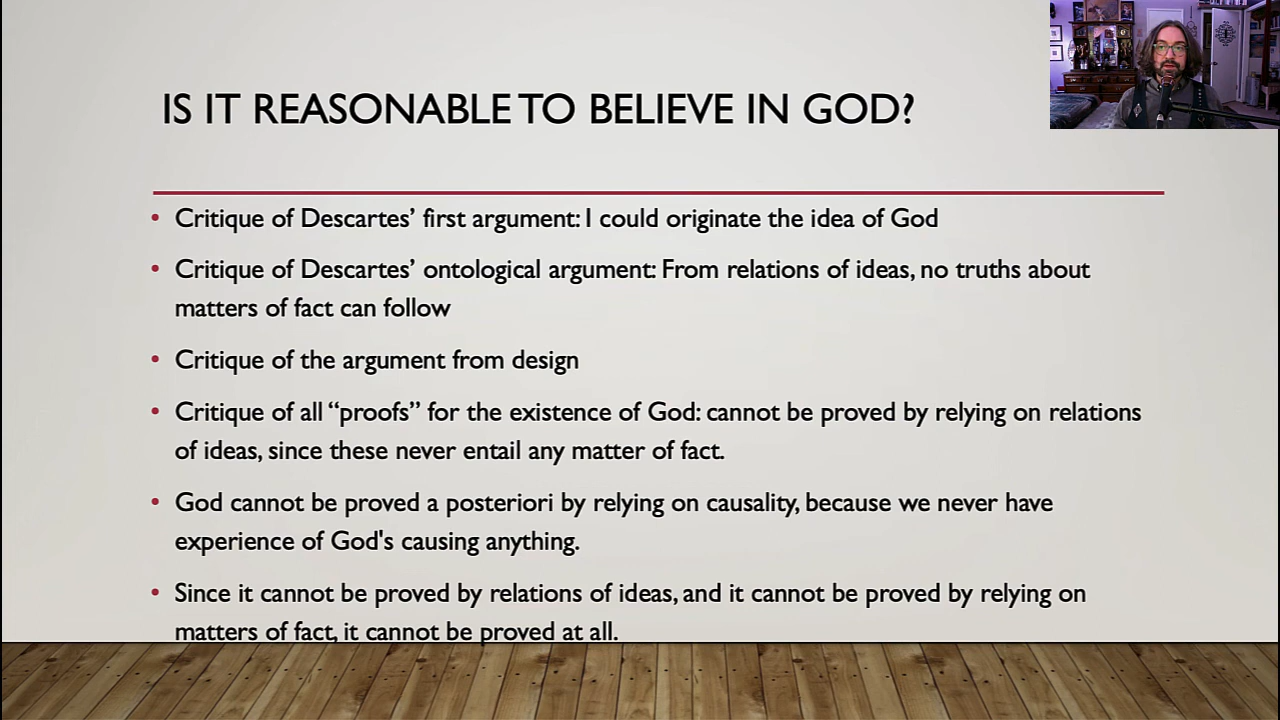 IS IT REASONABLE TO BELIEVE IN GOD?
• Critique of Descartes’ first argument: I could originate the idea of God
• Critique of Descartes’ ontological argument: From relations of ideas, no truths about
matters of fact can follow
• Critique of the argument from design
• Critique of all “proofs” for the existence of God: cannot be proved by relying on relations
of ideas, since these never entail any matter of fact.
• God cannot be proved a posteriori by relying on causality, because we never have
experience of God's causing anything.
• Since it cannot be proved by relations of ideas, and it cannot be proved by relying on
matters of fact, it cannot be proved at all.